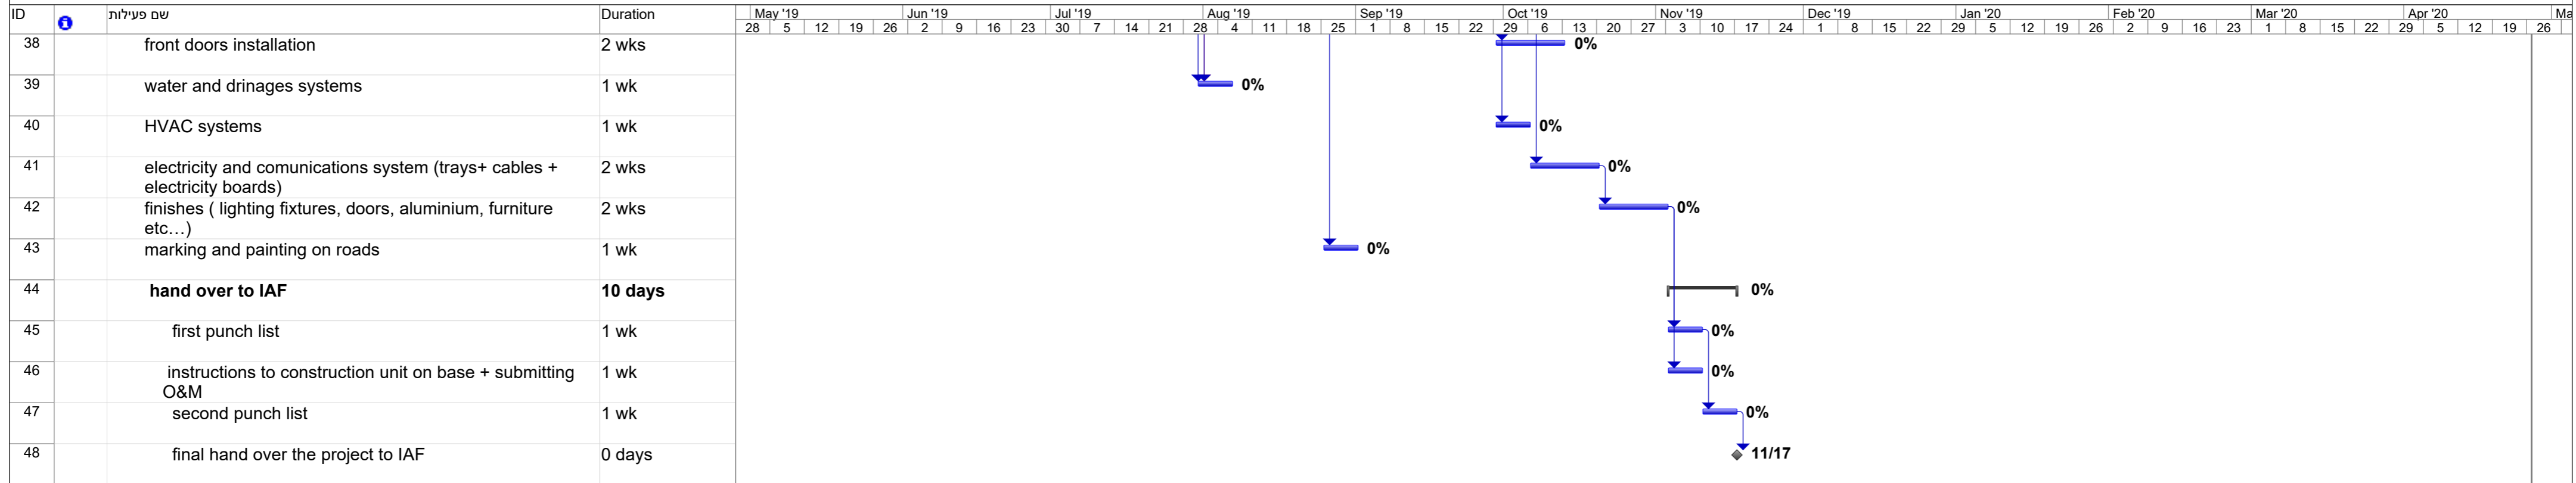 ID שם פעילות Duration May '19 Jun '19 Jul '19 Aug '19 Sep '19 Oct '19 Nov '19 Dec '19 Jan '20 Feb '20 Mar '20 Apr '20 Ma
28 5 12 19 26 2 9 16 23 30 7 14 21 28 4 11 18 25 1 8 15 22 29 6 13 20 27 3 10 17 24 1 8 15 22 29 5 12 19 26 2 9 16 23 1 8 15 22 29 5 12 19 26
38 front doors installation 2 wks 0%
39 water and drinages systems 1 wk 0%
40 HVAC systems 1 wk 0%
41 electricity and comunications system (trays+ cables + 2 wks 0%
electricity boards)
42 finishes ( lighting fixtures, doors, aluminium, furniture 2 wks 0%
etc…)
43 marking and painting on roads 1 wk 0%
44 hand over to IAF 10 days 0%
45 first punch list 1 wk 0%
46 instructions to construction unit on base + submitting 1 wk 0%
O&M
47 second punch list 1 wk 0%
48 final hand over the project to IAF 0 days 11/17